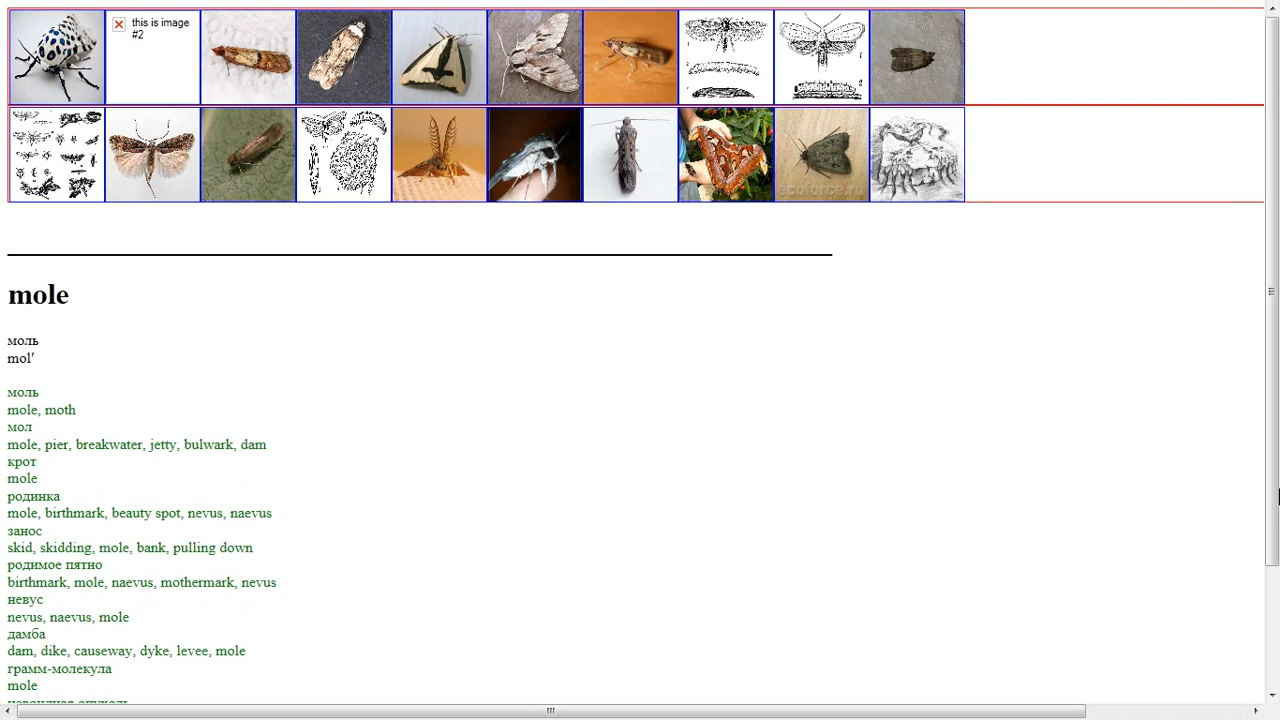 this is image
#2
ecoforce.ru
mole
моль
mol′
моль
mole, moth
мол
mole, pier, breakwater, jetty, bulwark, dam
крот
mole
родинка
mole, birthmark, beauty spot, nevus, naevus
занос
skid, skidding, mole, bank, pulling down
родимое пятно
birthmark, mole, naevus, mothermark, nevus
невус
nevus, naevus, mole
дамба
dam, dike, causeway, dyke, levee, mole
грамм-молекула
mole